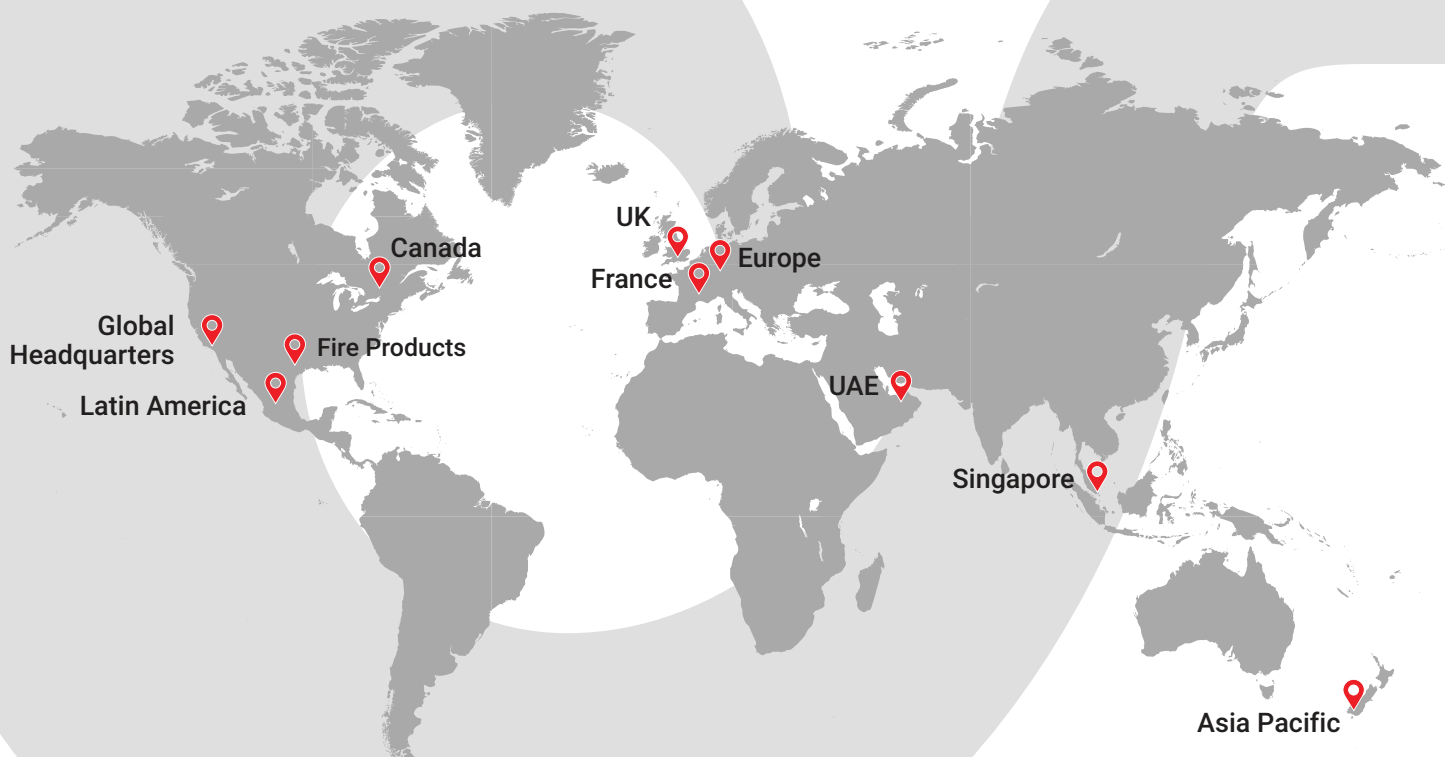 UK
Canada
Europe
France
Global
Headquarters
Fire Products
UAE
Latin America
Singapore
Asia Pacific